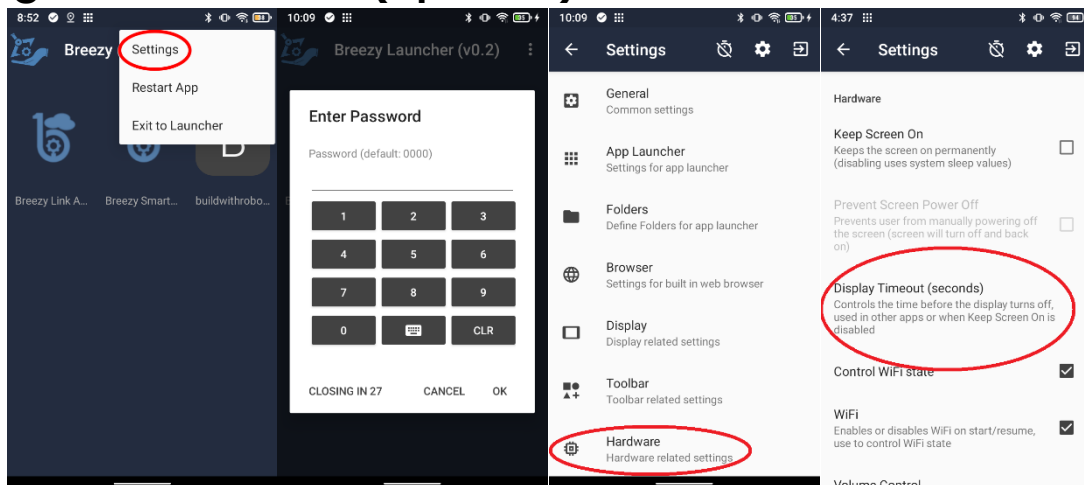 8:52
Breezy
Settings
Restart App
Exit to Launcher
Breezy Link A...
Breezy Smart...
buildwithrobo...
10:09
Breezy Launcher (v0.2)
Enter Password
Password (default: 0000)
1 2 3
4 5 6
7 8 9
0 CLR
CLOSING IN 27 CANCEL OK
10:09
Settings
General
Common settings
App Launcher
Settings for app launcher
Folders
Define Folders for app launcher
Browser
Settings for built in web browser
Display
Display related settings
Toolbar
Toolbar related settings
Hardware
Hardware related settings
4:37
Settings
Hardware
Keep Screen On
Keeps the screen on permanently
(disabling uses system sleep values)
Prevent Screen Power Off
Prevents user from manually powering off
the screen (screen will turn off and back
on)
Display Timeout (seconds)
Controls the time before the display turns off,
used in other apps or when Keep Screen On is
disabled
Control WiFi state
WiFi
Enables or disables WiFi on start/resume,
use to control WiFi state